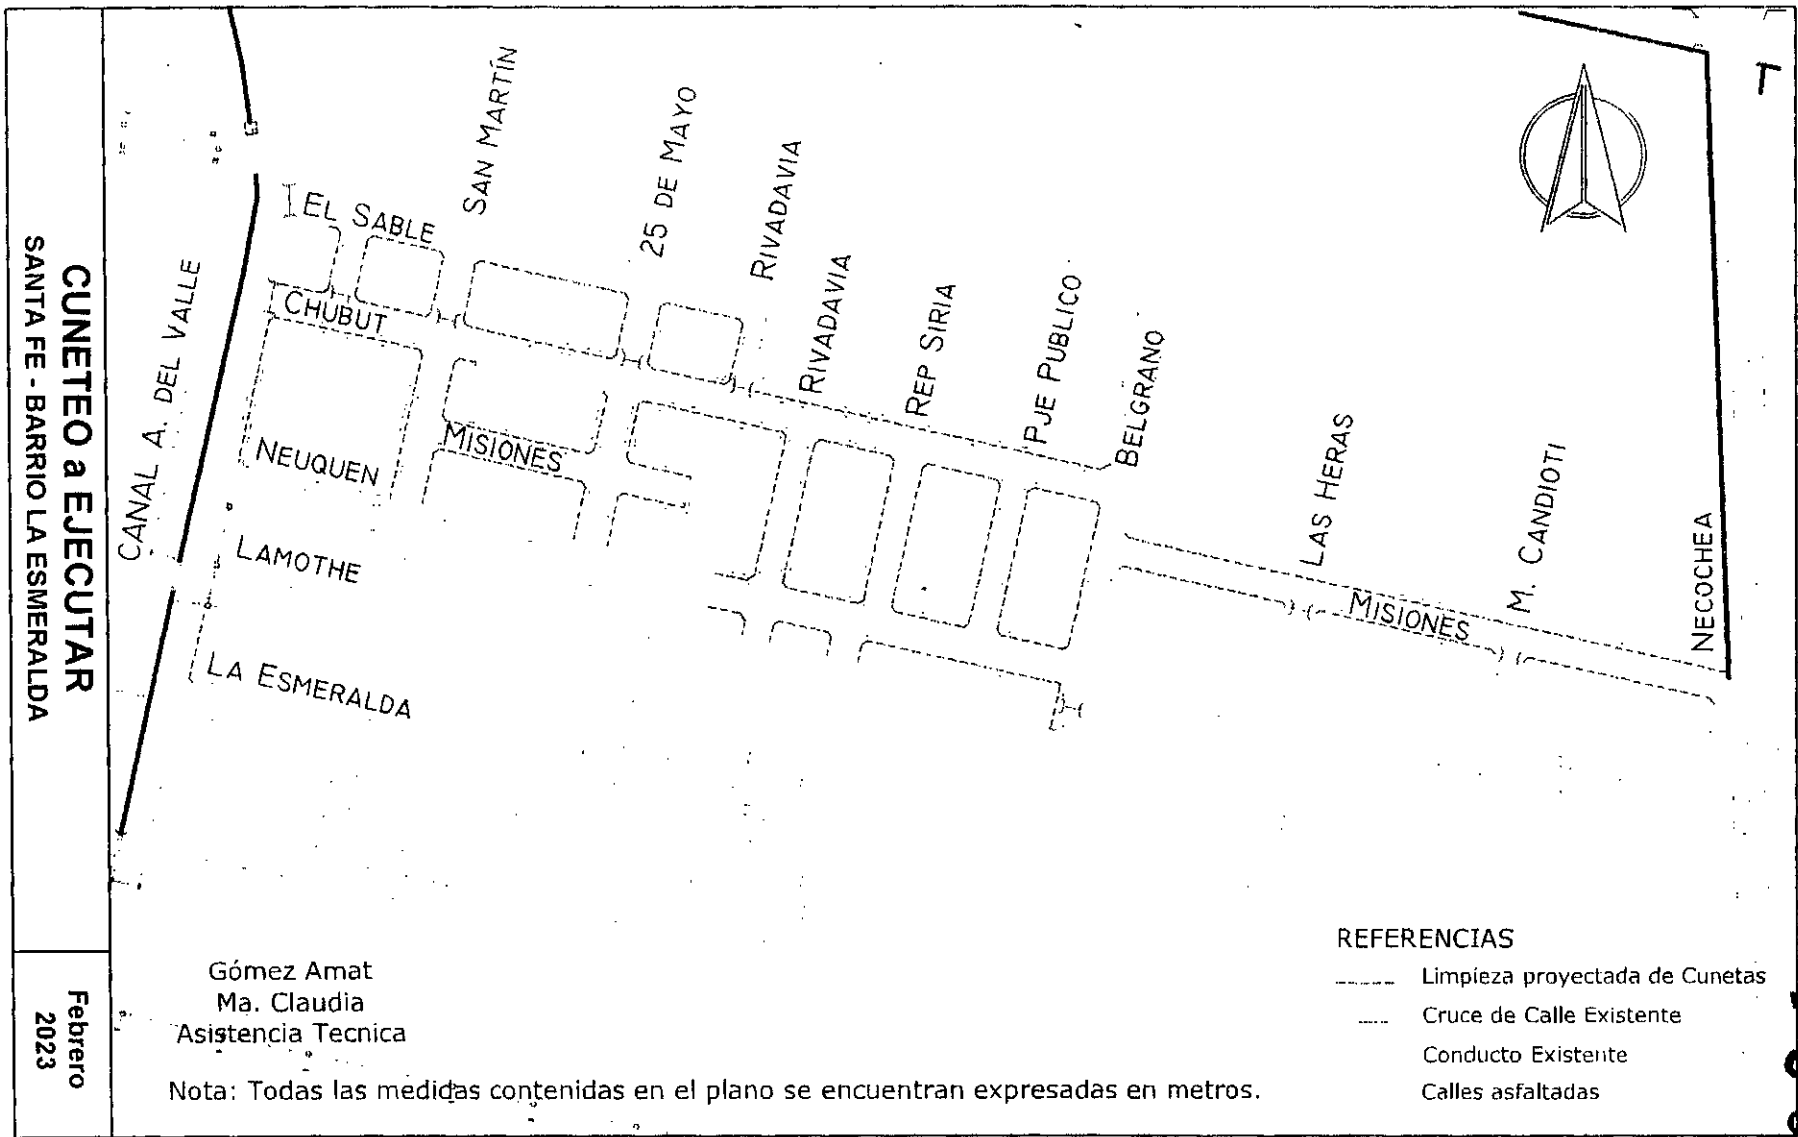 CUNETEO a EJECUTAR
SANTA FE - BARRIO LA ESMERALDA
Febrero
2023
CANAL A. DEL VALLE
EL SABLE
SAN MARTÍN
25 DE MAYO
RIVADAVIA
RIVADAVIA
REP SIRIA
PJE PUBLICO
BELGRANO
LAS HERAS
M. CANDIOTI
NECOCHEA
CHUBUT
MISIONES
NEUQUEN
LAMOTHE
LA ESMERALDA
MISIONES
Gómez Amat
Ma. Claudia
Asistencia Tecnica
Nota: Todas las medidas contenidas en el plano se encuentran expresadas en metros.
REFERENCIAS
Limpieza proyectada de Cunetas
Cruce de Calle Existente
Conducto Existente
Calles asfaltadas